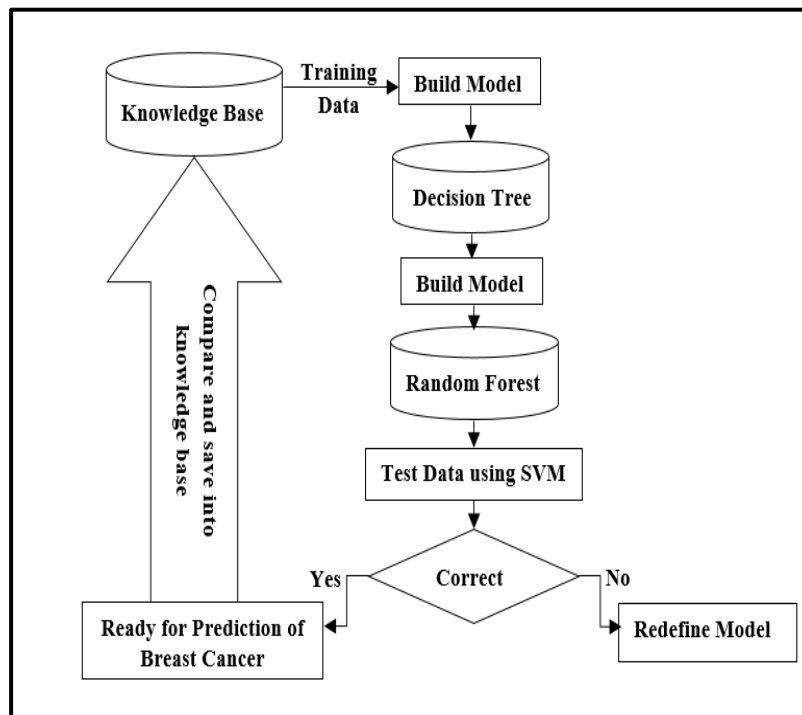 Knowledge Base
Training
Data
Build Model
Decision Tree
Build Model
Random Forest
Test Data using SVM
Correct
Yes
No
Ready for Prediction of
Breast Cancer
Redefine Model
Compare and save into
knowledge base